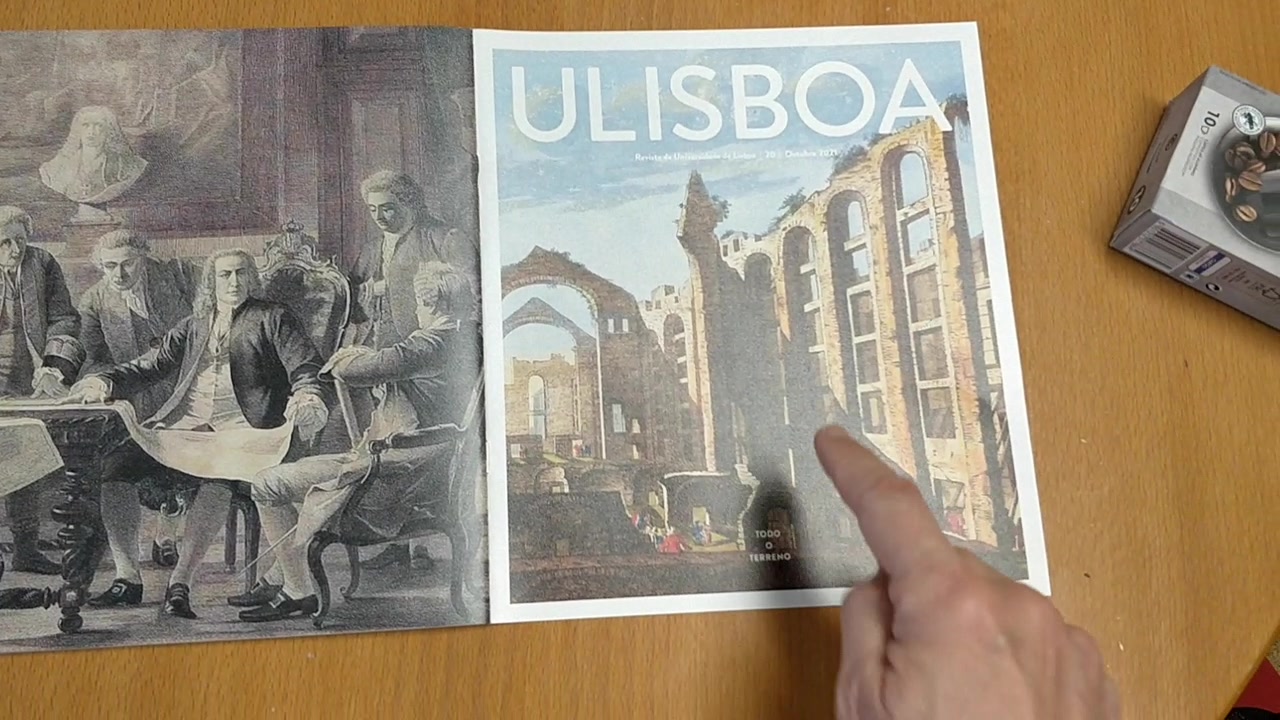 ULISBOA
Revista da Universidade de Lisboa | 20 | Outubro 2021
TODO
O
TERRENO
10